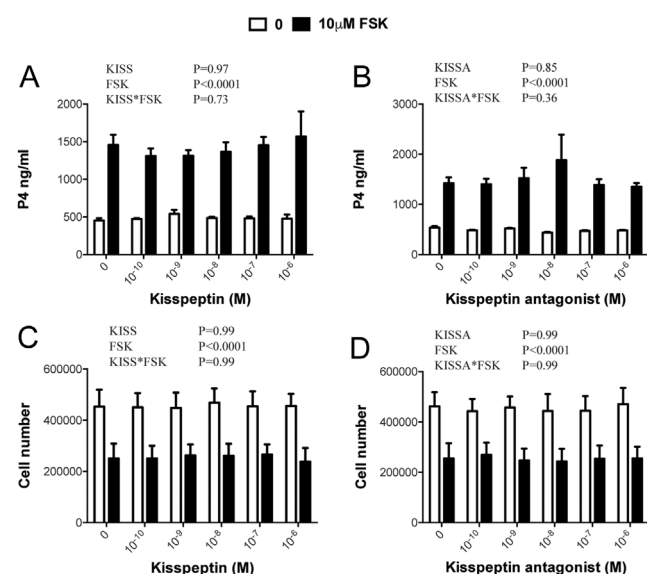 0 10μM FSK
A
KISS P=0.97
FSK P<0.0001
KISS*FSK P=0.73
P4 ng/ml
2000
1500
1000
500
0
0 10⁻¹⁰ 10⁻⁹ 10⁻⁸ 10⁻⁷ 10⁻⁶
Kisspeptin (M)
B
KISSA P=0.85
FSK P<0.0001
KISSA*FSK P=0.36
P4 ng/ml
3000
2000
1000
0
0 10⁻¹⁰ 10⁻⁹ 10⁻⁸ 10⁻⁷ 10⁻⁶
Kisspeptin antagonist (M)
C
KISS P=0.99
FSK P<0.0001
KISS*FSK P=0.99
Cell number
600000
400000
200000
0
0 10⁻¹⁰ 10⁻⁹ 10⁻⁸ 10⁻⁷ 10⁻⁶
Kisspeptin (M)
D
KISSA P=0.99
FSK P<0.0001
KISSA*FSK P=0.99
Cell number
600000
400000
200000
0
0 10⁻¹⁰ 10⁻⁹ 10⁻⁸ 10⁻⁷ 10⁻⁶
Kisspeptin antagonist (M)